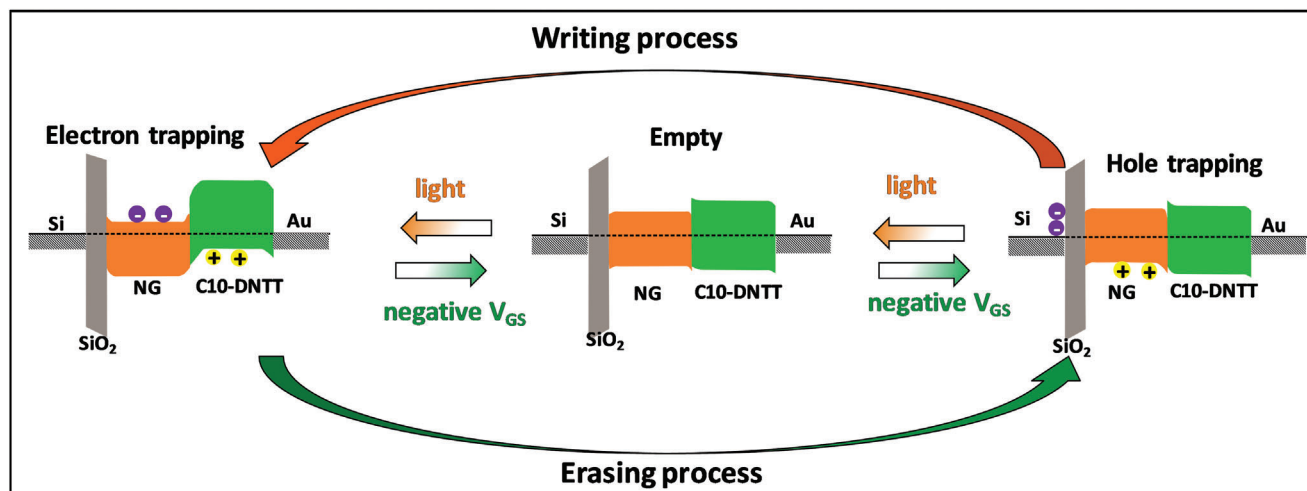 Writing process
Electron trapping
Empty
Hole trapping
light
light
Si
Au
Si
Au
Si
Au
- -
+ +
-
-
+ +
NG
C10-DNTT
NG
C10-DNTT
NG
C10-DNTT
negative VGS
negative VGS
SiO2
SiO2
SiO2
Erasing process